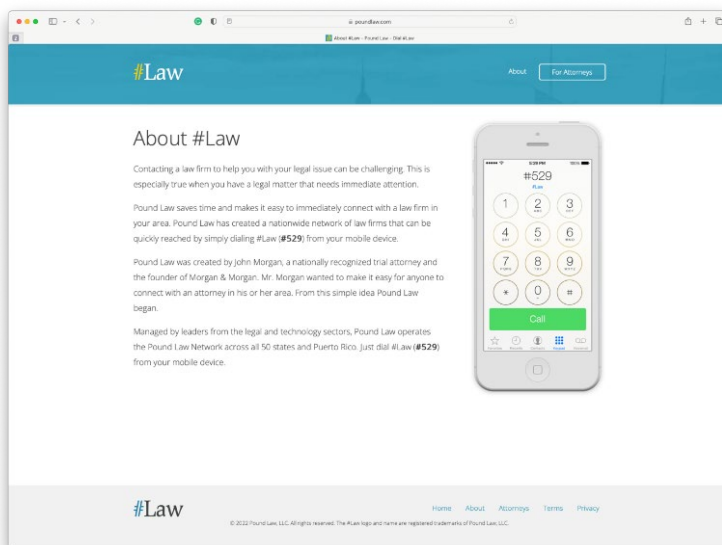 poundlaw.com
About #Law - Pound Law - Dial #Law
#Law
About
For Attorneys
About #Law
Contacting a law firm to help you with your legal issue can be challenging. This is
especially true when you have a legal matter that needs immediate attention.
Pound Law saves time and makes it easy to immediately connect with a law firm in
your area. Pound Law has created a nationwide network of law firms that can be
quickly reached by simply dialing #Law (#529) from your mobile device.
Pound Law was created by John Morgan, a nationally recognized trial attorney and
the founder of Morgan & Morgan. Mr. Morgan wanted to make it easy for anyone to
connect with an attorney in his or her area. From this simple idea Pound Law
began.
Managed by leaders from the legal and technology sectors, Pound Law operates
the Pound Law Network across all 50 states and Puerto Rico. Just dial #Law (#529)
from your mobile device.
#529
#Law
1 2 3
4 5 6
7 8 9
* 0 #
Call
#Law
Home About Attorneys Terms Privacy
© 2022 Pound Law, LLC. All rights reserved. The #Law logo and name are registered trademarks of Pound Law, LLC.